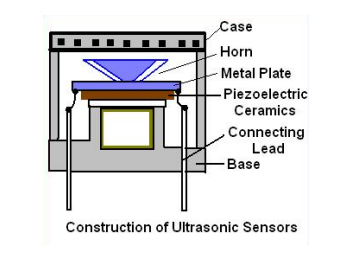 Case
Horn
Metal Plate
Piezoelectric
Ceramics
Connecting
Lead
Base
Construction of Ultrasonic Sensors